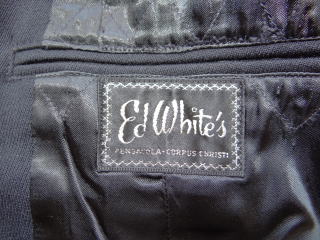 Ed White's
PENSACOLA-CORPUS CHRISTI